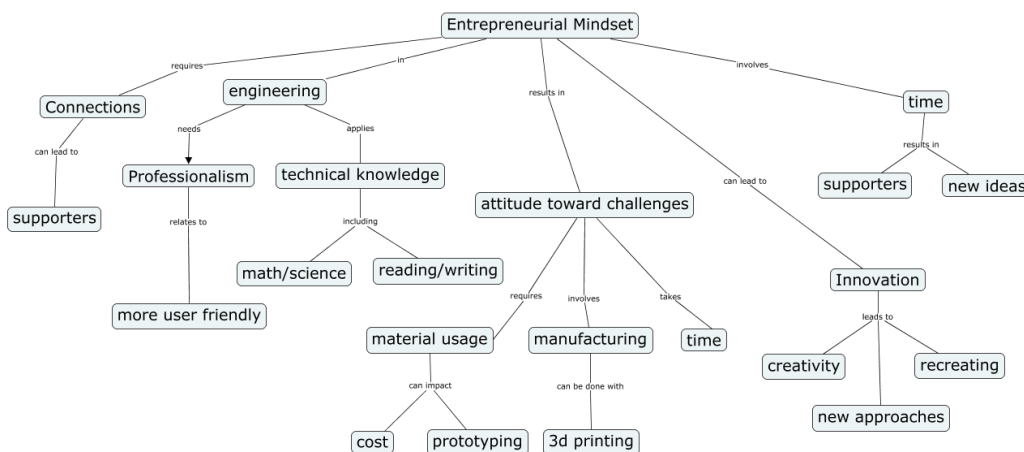 Entrepreneurial Mindset
requires
in
involves
engineering
results in
time
Connections
needs
applies
can lead to
results in
Professionalism
technical knowledge
can lead to
supporters
new ideas
supporters
relates to
including
attitude toward challenges
math/science
reading/writing
Innovation
requires
involves
takes
more user friendly
leads to
material usage
manufacturing
time
creativity
recreating
can impact
can be done with
new approaches
cost
prototyping
3d printing